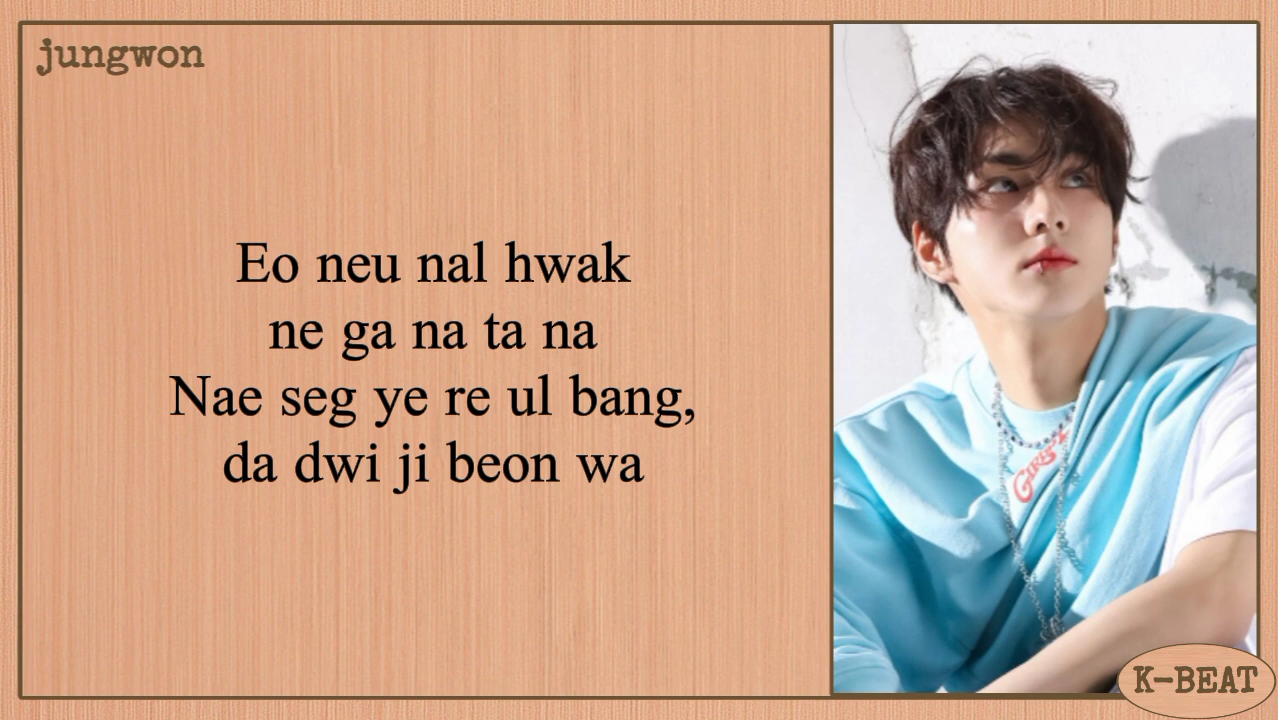 jungwon
Eo neu nal hwak
ne ga na ta na
Nae seg ye re ul bang,
da dwi ji beon wa
K-BEAT